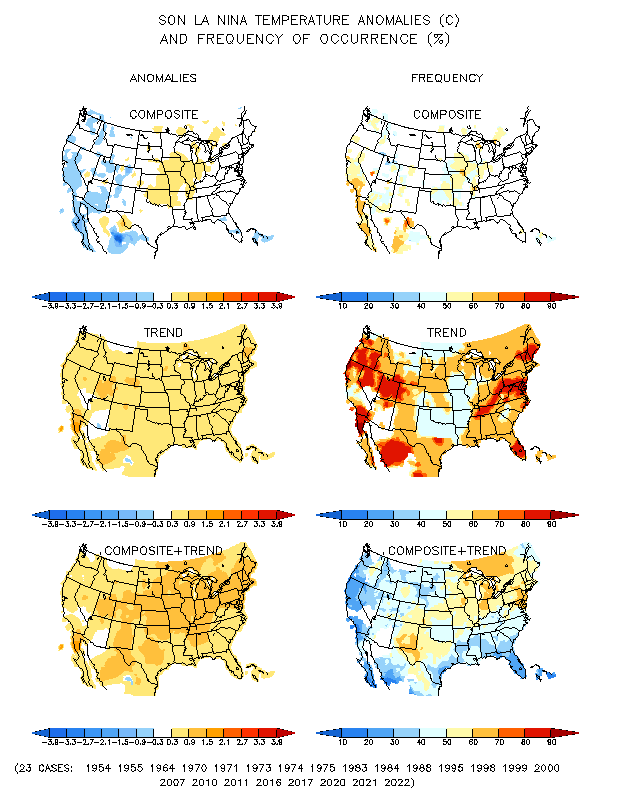 SON LA NINA TEMPERATURE ANOMALIES (C)
AND FREQUENCY OF OCCURRENCE (%)
ANOMALIES FREQUENCY
COMPOSITE COMPOSITE
-3.9 -3.3 -2.7 -2.1 -1.5 -0.9 -0.3 0.3 0.9 1.5 2.1 2.7 3.3 3.9 10 20 30 40 50 60 70 80 90
TREND TREND
-3.9 -3.3 -2.7 -2.1 -1.5 -0.9 -0.3 0.3 0.9 1.5 2.1 2.7 3.3 3.9 10 20 30 40 50 60 70 80 90
COMPOSITE+TREND COMPOSITE+TREND
-3.9 -3.3 -2.7 -2.1 -1.5 -0.9 -0.3 0.3 0.9 1.5 2.1 2.7 3.3 3.9 10 20 30 40 50 60 70 80 90
(23 CASES: 1954 1955 1964 1970 1971 1973 1974 1975 1983 1984 1988 1995 1998 1999 2000
2007 2010 2011 2016 2017 2020 2021 2022)